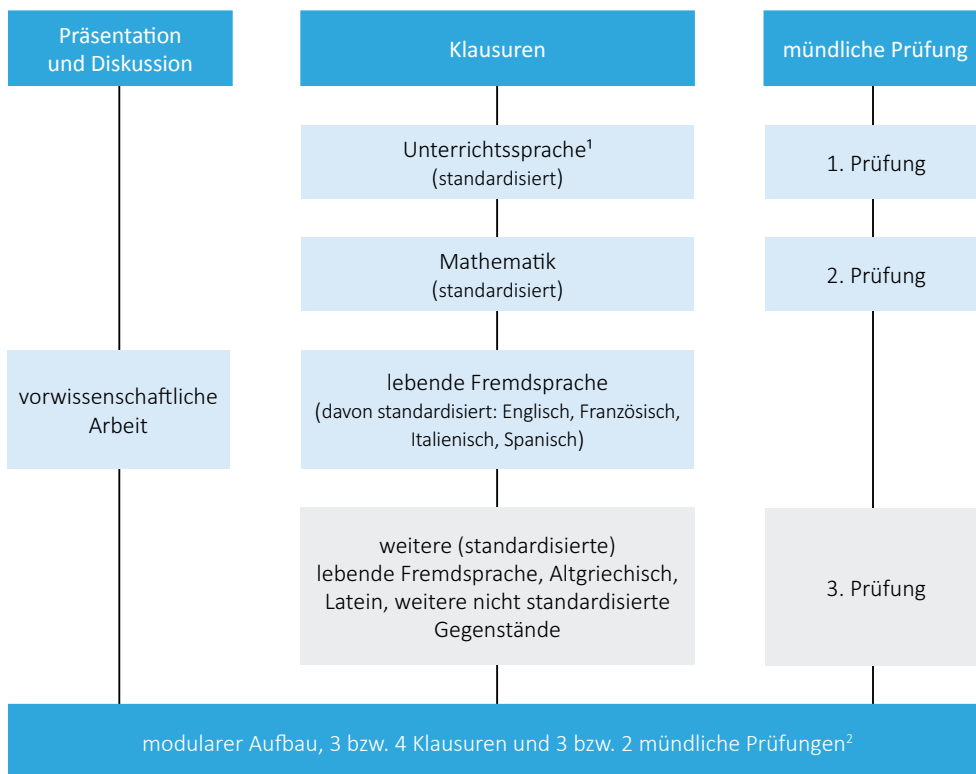 Präsentation
und Diskussion
Klausuren
mündliche Prüfung
Unterrichtssprache¹
(standardisiert)
1. Prüfung
Mathematik
(standardisiert)
2. Prüfung
vorwissenschaftliche
Arbeit
lebende Fremdsprache
(davon standardisiert: Englisch, Französisch,
Italienisch, Spanisch)
weitere (standardisierte)
lebende Fremdsprache, Altgriechisch,
Latein, weitere nicht standardisierte
Gegenstände
3. Prüfung
modularer Aufbau, 3 bzw. 4 Klausuren und 3 bzw. 2 mündliche Prüfungen²